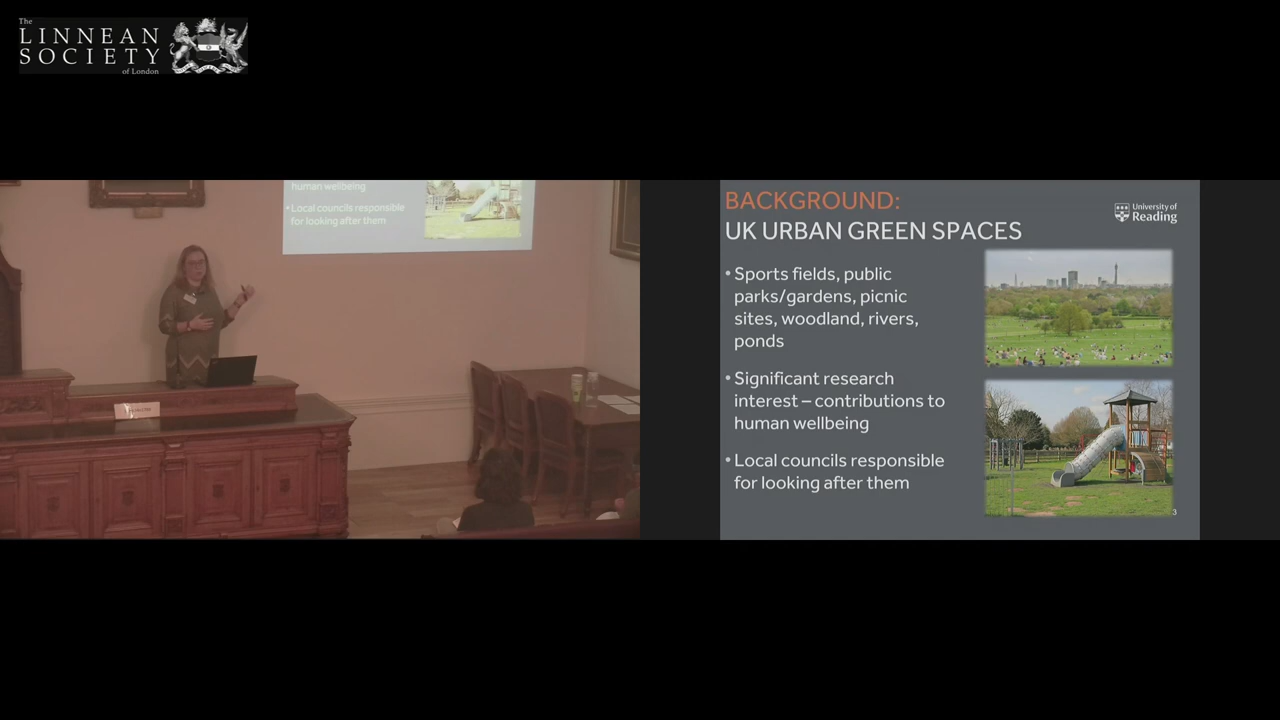 The
LINNEAN
SOCIETY
of London
human wellbeing
• Local councils responsible
for looking after them
BACKGROUND:
UK URBAN GREEN SPACES
University of
Reading
• Sports fields, public
parks/gardens, picnic
sites, woodland, rivers,
ponds
• Significant research
interest – contributions to
human wellbeing
• Local councils responsible
for looking after them
3